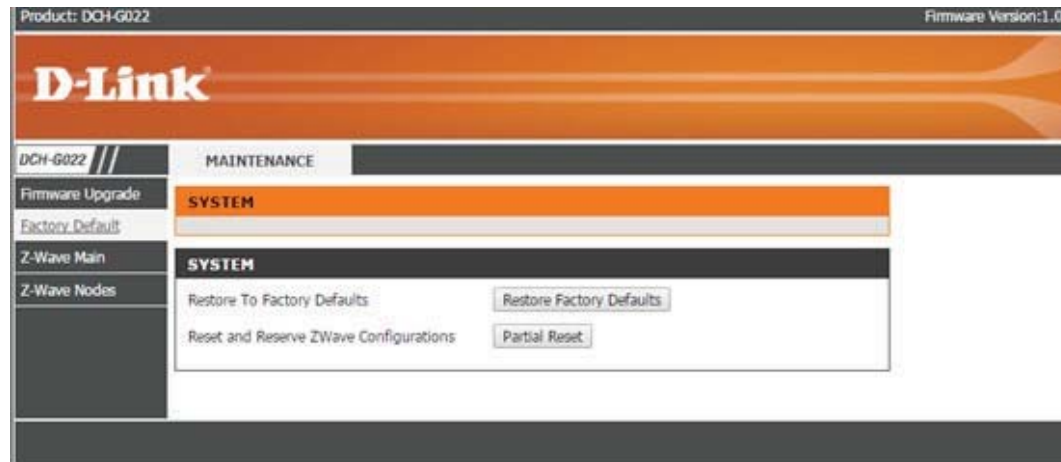 Product: DCH-G022 Firmware Version:1.0
D-Link
DCH-G022 MAINTENANCE
Firmware Upgrade
Factory Default
Z-Wave Main
Z-Wave Nodes
SYSTEM
SYSTEM
Restore To Factory Defaults Restore Factory Defaults
Reset and Reserve ZWave Configurations Partial Reset